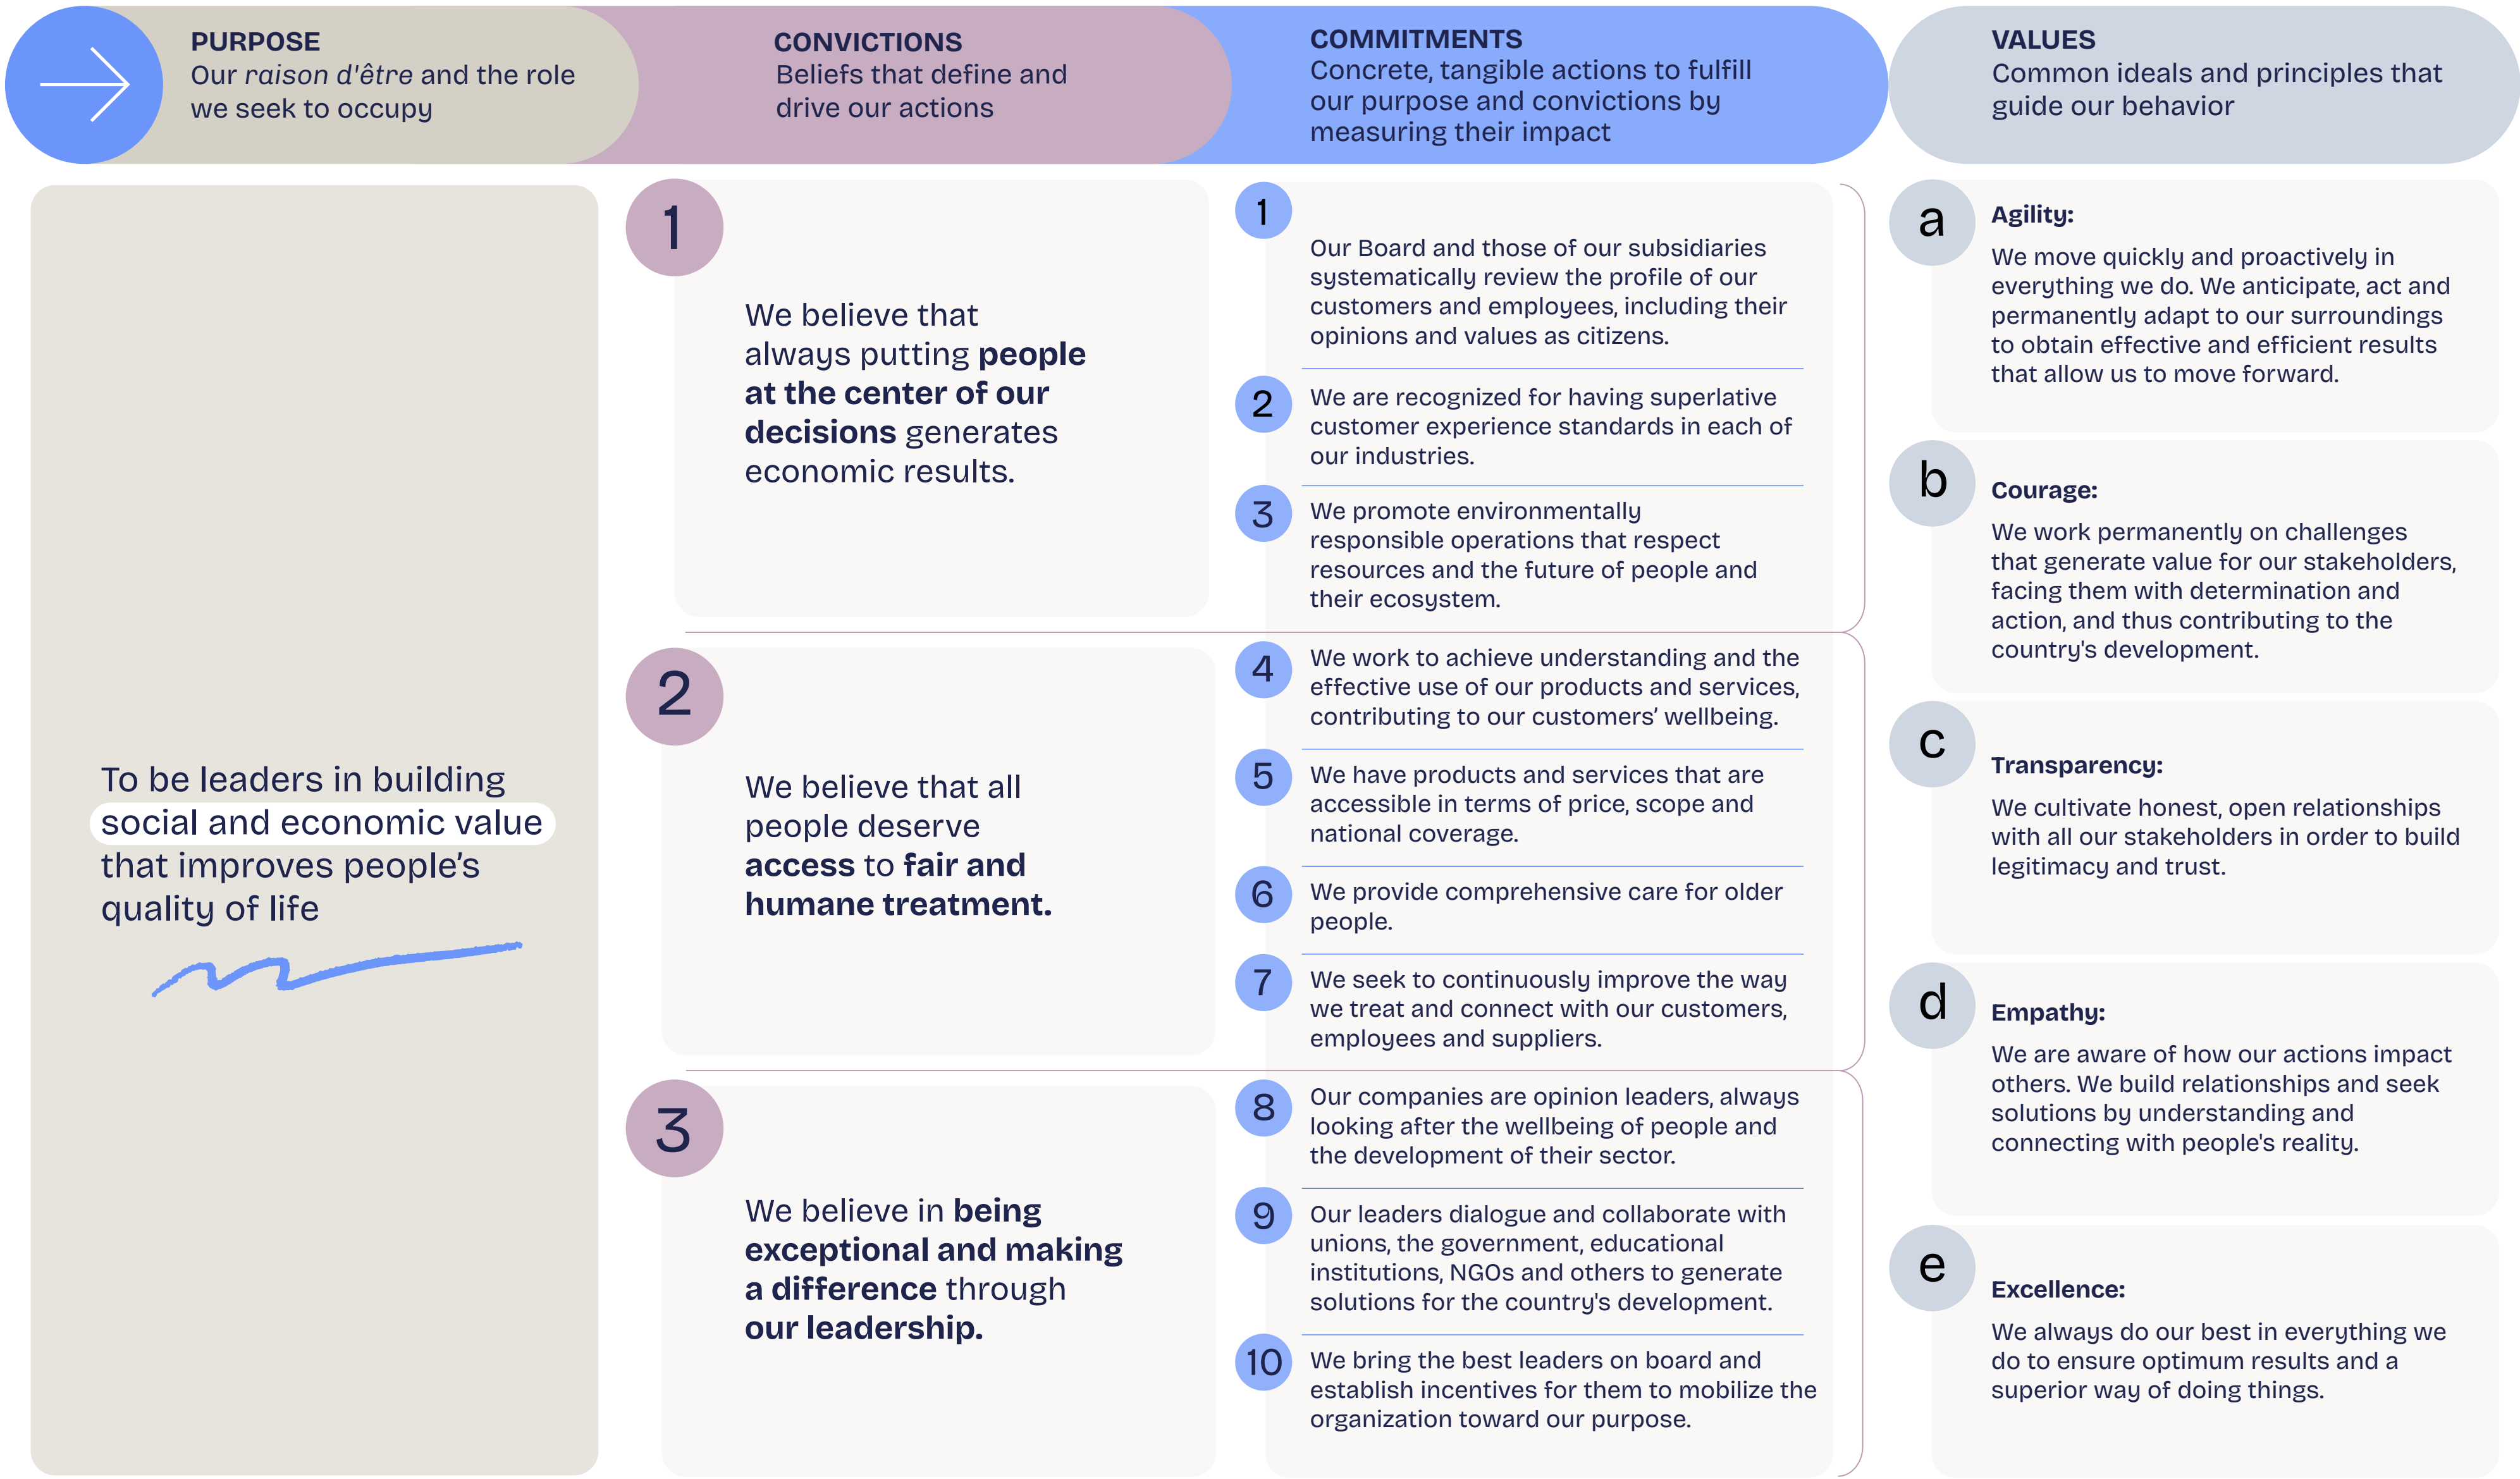 PURPOSE
Our raison d'être and the role
we seek to occupy
CONVICTIONS
Beliefs that define and
drive our actions
COMMITMENTS
Concrete, tangible actions to fulfill
our purpose and convictions by
measuring their impact
VALUES
Common ideals and principles that
guide our behavior
To be leaders in building
social and economic value
that improves people’s
quality of life
1
We believe that
always putting people
at the center of our
decisions generates
economic results.
1
Our Board and those of our subsidiaries
systematically review the profile of our
customers and employees, including their
opinions and values as citizens.
2
We are recognized for having superlative
customer experience standards in each of
our industries.
3
We promote environmentally
responsible operations that respect
resources and the future of people and
their ecosystem.
2
We believe that all
people deserve
access to fair and
humane treatment.
4
We work to achieve understanding and the
effective use of our products and services,
contributing to our customers’ wellbeing.
5
We have products and services that are
accessible in terms of price, scope and
national coverage.
6
We provide comprehensive care for older
people.
7
We seek to continuously improve the way
we treat and connect with our customers,
employees and suppliers.
3
We believe in being
exceptional and making
a difference through
our leadership.
8
Our companies are opinion leaders, always
looking after the wellbeing of people and
the development of their sector.
9
Our leaders dialogue and collaborate with
unions, the government, educational
institutions, NGOs and others to generate
solutions for the country's development.
10
We bring the best leaders on board and
establish incentives for them to mobilize the
organization toward our purpose.
a
Agility:
We move quickly and proactively in
everything we do. We anticipate, act and
permanently adapt to our surroundings
to obtain effective and efficient results
that allow us to move forward.
b
Courage:
We work permanently on challenges
that generate value for our stakeholders,
facing them with determination and
action, and thus contributing to the
country's development.
c
Transparency:
We cultivate honest, open relationships
with all our stakeholders in order to build
legitimacy and trust.
d
Empathy:
We are aware of how our actions impact
others. We build relationships and seek
solutions by understanding and
connecting with people's reality.
e
Excellence:
We always do our best in everything we
do to ensure optimum results and a
superior way of doing things.